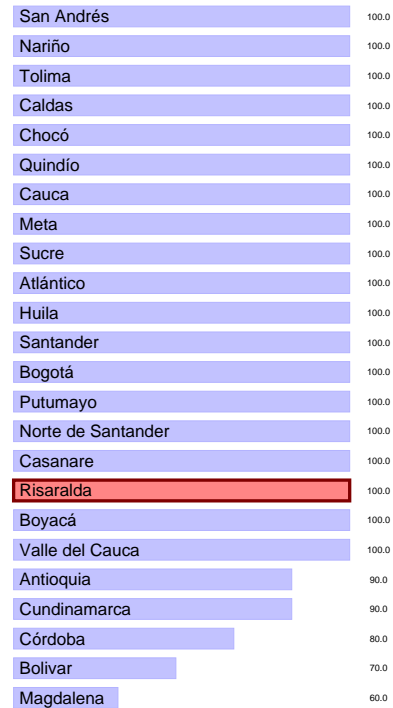 San Andrés 100.0
Nariño 100.0
Tolima 100.0
Caldas 100.0
Chocó 100.0
Quindío 100.0
Cauca 100.0
Meta 100.0
Sucre 100.0
Atlántico 100.0
Huila 100.0
Santander 100.0
Bogotá 100.0
Putumayo 100.0
Norte de Santander 100.0
Casanare 100.0
Risaralda 100.0
Boyacá 100.0
Valle del Cauca 100.0
Antioquia 90.0
Cundinamarca 90.0
Córdoba 80.0
Bolivar 70.0
Magdalena 60.0